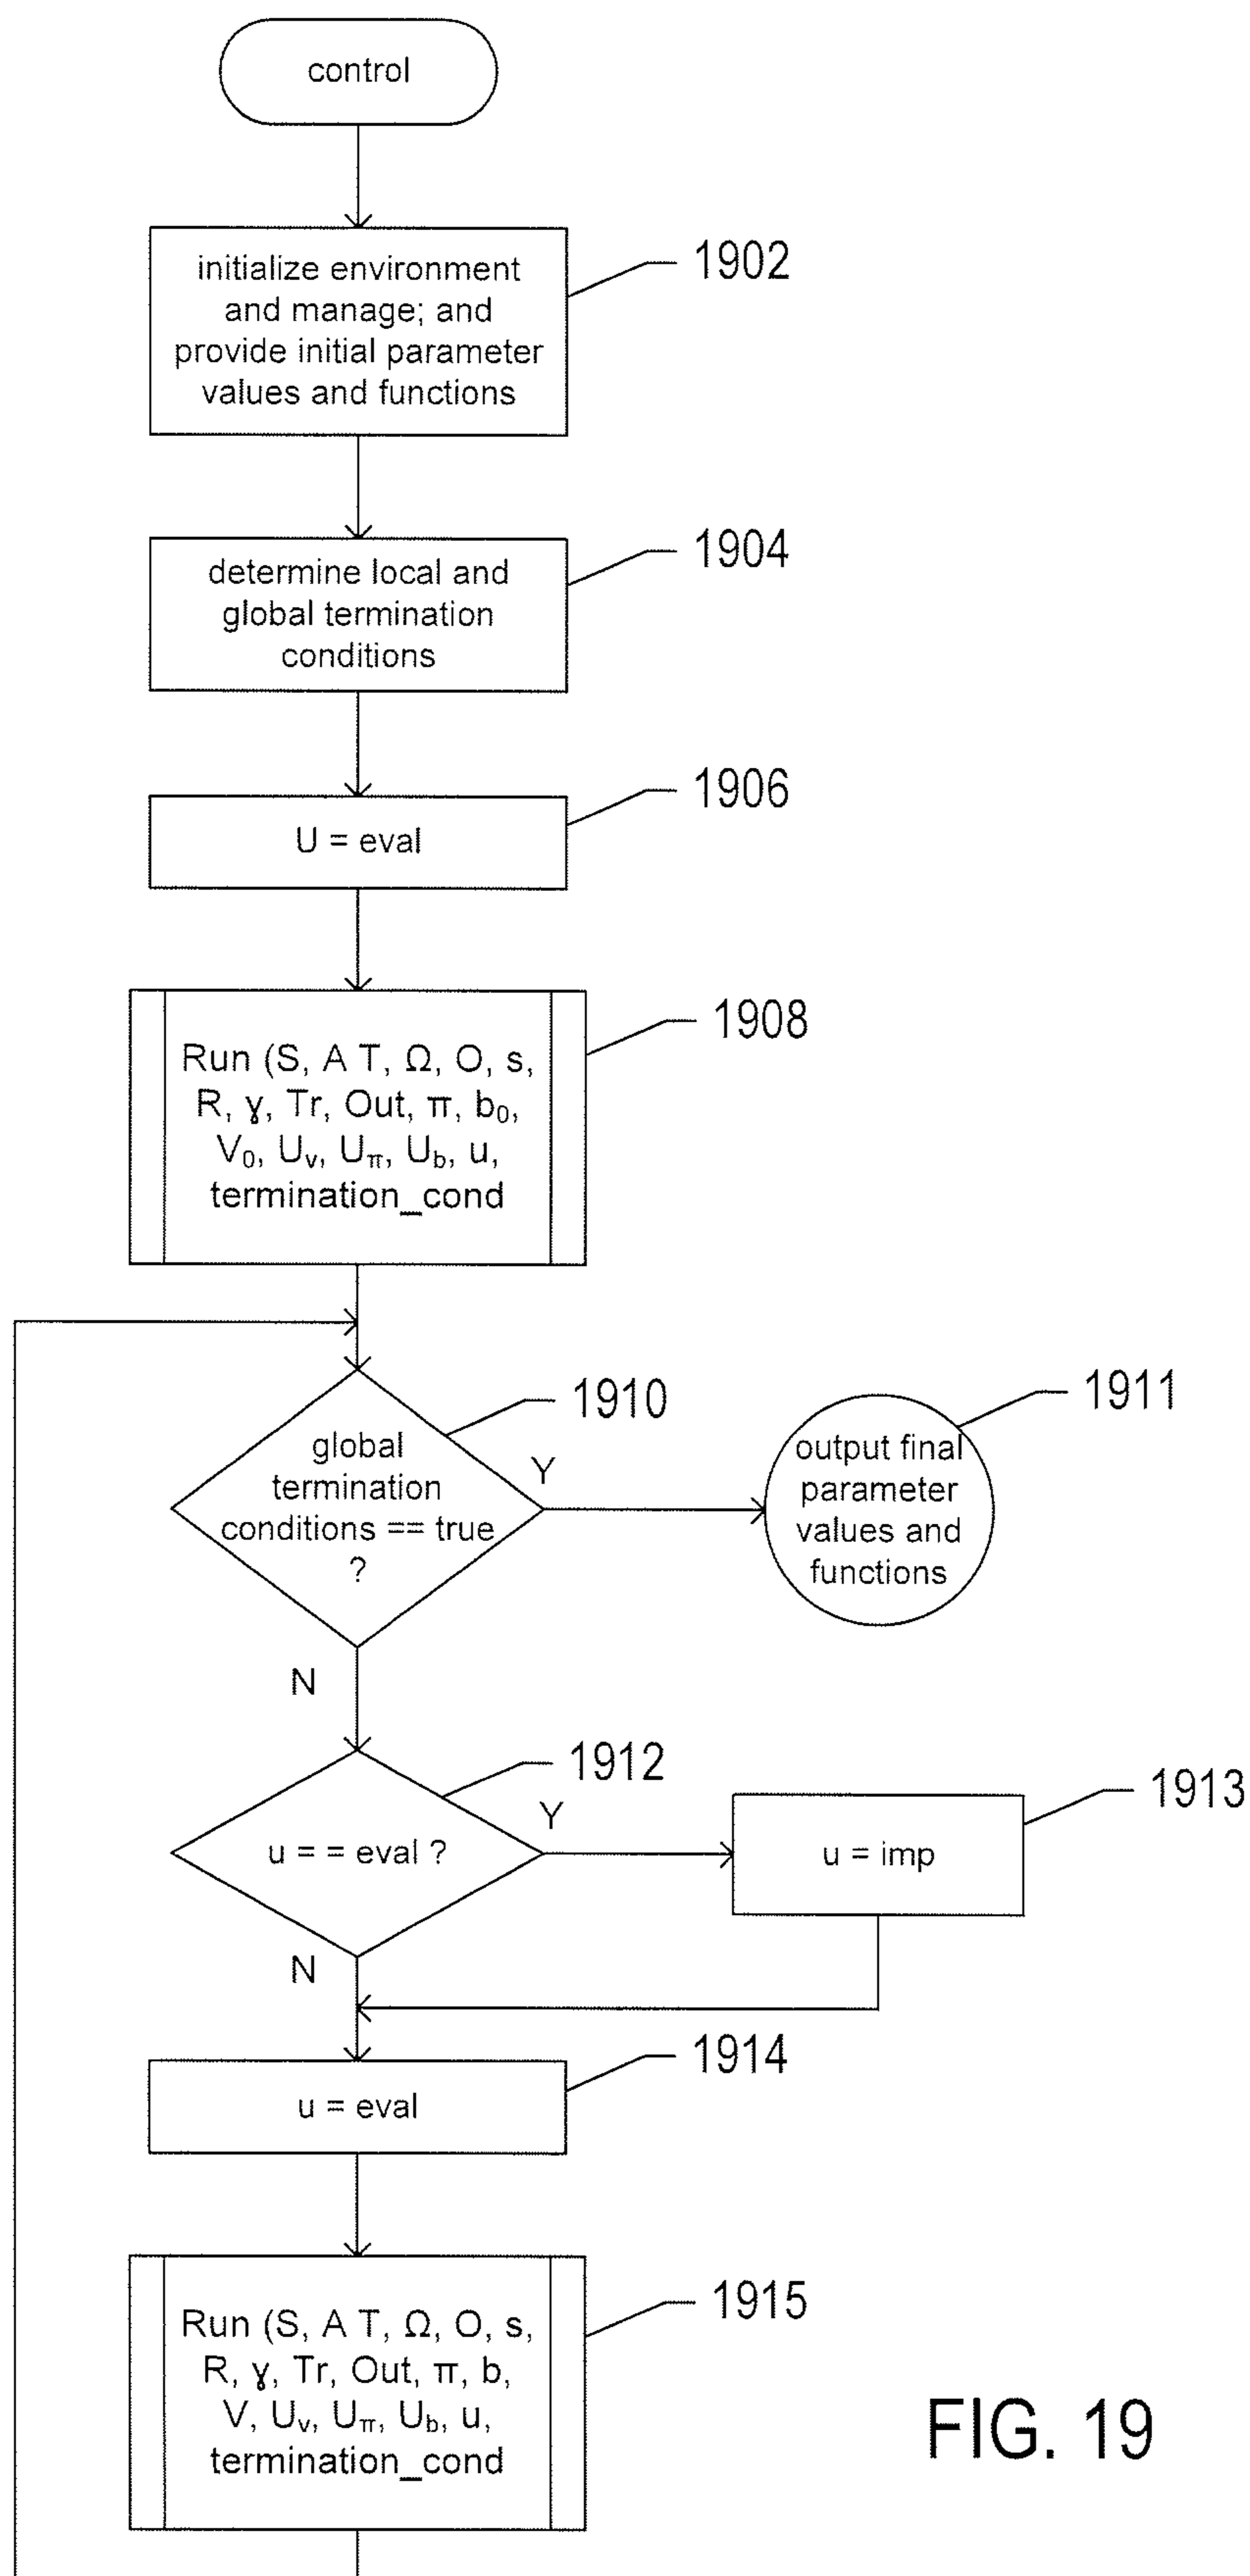 control
initialize environment
and manage; and
provide initial parameter
values and functions
1902
determine local and
global termination
conditions
1904
U = eval
1906
Run (S, A T, Ω, O, s,
R, γ, Tr, Out, π, b₀,
V₀, Uᵥ, U_π, U_b, u,
termination_cond
1908
global
termination
conditions == true
?
1910
Y
output final
parameter
values and
functions
1911
N
u = = eval ?
1912
Y
u = imp
1913
N
u = eval
1914
Run (S, A T, Ω, O, s,
R, γ, Tr, Out, π, b,
V, Uᵥ, U_π, U_b, u,
termination_cond
1915
FIG. 19